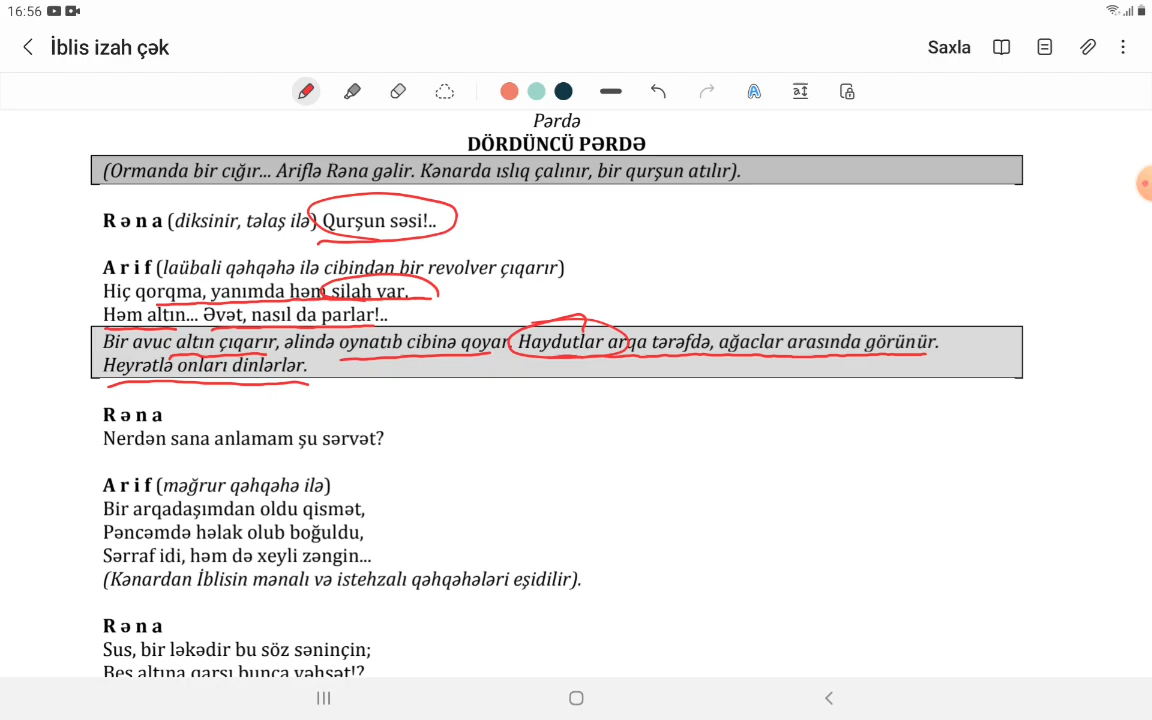 16:56
İblis izah çək
Saxla
Pərdə
DÖRDÜNCÜ PƏRDƏ
(Ormanda bir cığır... Ariflə Rəna gəlir. Kənarda ıslıq çalınır, bir qurşun atılır).
R ə n a (diksinir, təlaş ilə) Qurşun səsi!..
A r i f (laübali qəhqəhə ilə cibindən bir revolver çıqarır)
Hiç qorqma, yanımda həm silah var,
Həm altın... Əvət, nasıl da parlar!..
Bir avuc altın çıqarır, əlində oynatıb cibinə qoyar. Haydutlar arqa tərəfdə, ağaclar arasında görünür.
Heyrətlə onları dinlərlər.
R ə n a
Nerdən sana anlamam şu sərvət?
A r i f (məğrur qəhqəhə ilə)
Bir arqadaşımdan oldu qismət,
Pəncəmdə həlak olub boğuldu,
Sərraf idi, həm də xeyli zəngin...
(Kənardan İblisin mənalı və istehzalı qəhqəhələri eşidilir).
R ə n a
Sus, bir ləkədir bu söz səninçin;
Beş altına qarşı bunca vəhşət!?